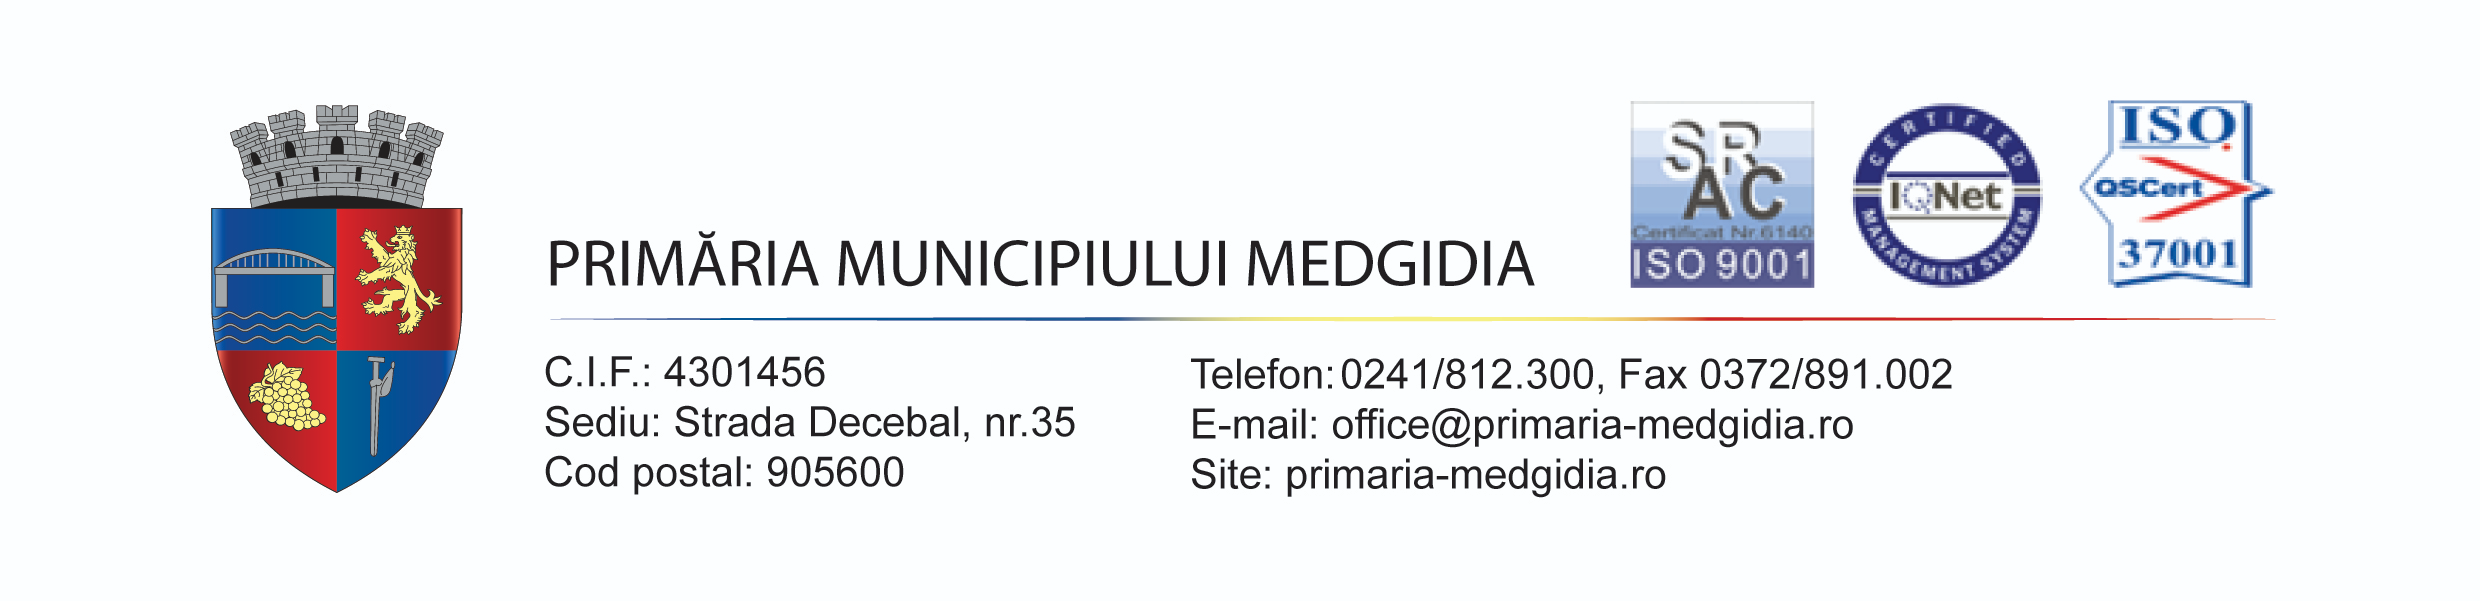 PRIMĂRIA MUNICIPIULUI MEDGIDIA
SRAC
Certificat Nr.6140
ISO 9001
CERTIFIED
IQNet
MANAGEMENT SYSTEM
ISO
QSCert
37001
C.I.F.: 4301456
Sediu: Strada Decebal, nr.35
Cod postal: 905600
Telefon: 0241/812.300, Fax 0372/891.002
E-mail: office@primaria-medgidia.ro
Site: primaria-medgidia.ro